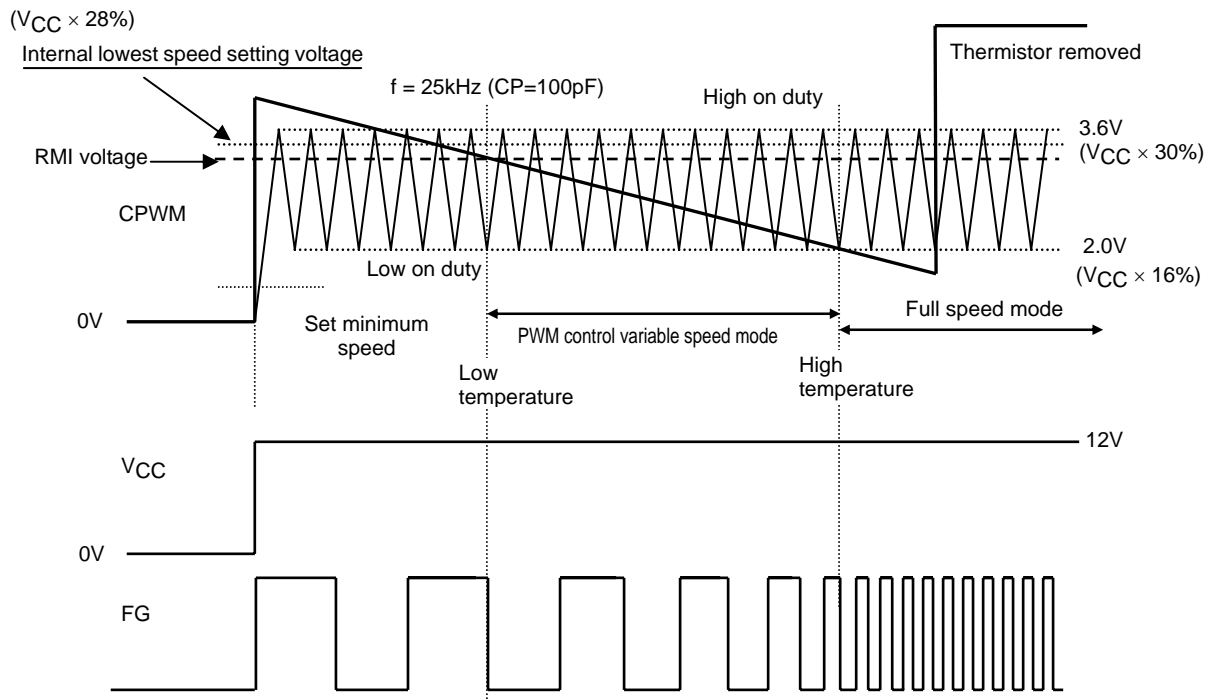 (VCC × 28%)
Internal lowest speed setting voltage
Thermistor removed
f = 25kHz (CP=100pF)
High on duty
3.6V
(VCC × 30%)
RMI voltage
CPWM
2.0V
(VCC × 16%)
Low on duty
0V
Set minimum
speed
PWM control variable speed mode
Full speed mode
Low
temperature
High
temperature
VCC
12V
0V
FG